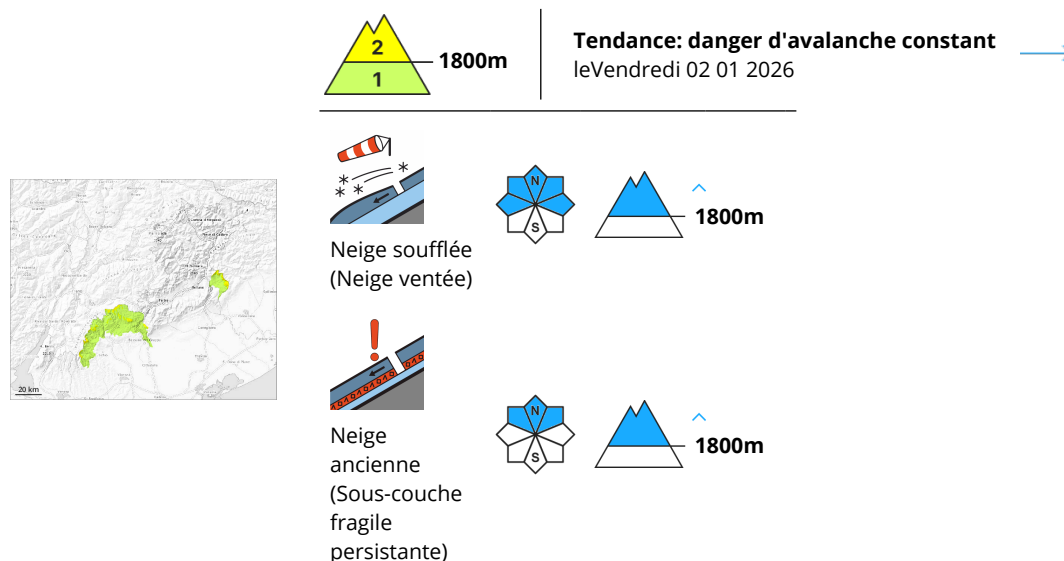 2
1
1800m
Tendance: danger d'avalanche constant
leVendredi 02 01 2026
N
S
1800m
Neige soufflée
(Neige ventée)
20 km
N
S
1800m
Neige
ancienne
(Sous-couche
fragile
persistante)